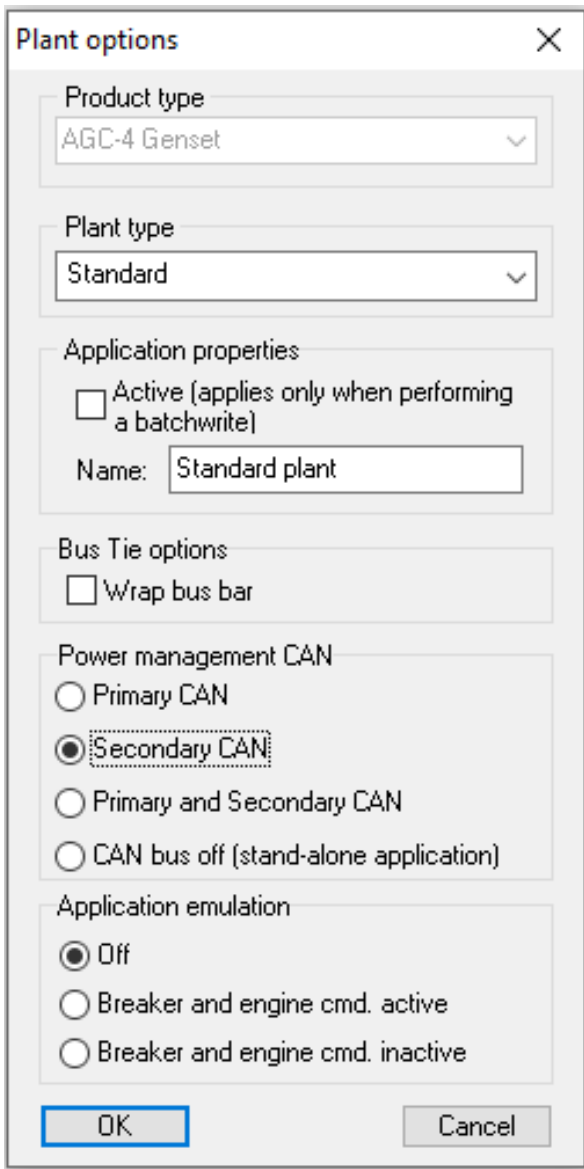 Plant options
Product type
AGC-4 Genset
Plant type
Standard
Application properties
Active (applies only when performing
a batchwrite)
Name: Standard plant
Bus Tie options
Wrap bus bar
Power management CAN
Primary CAN
Secondary CAN
Primary and Secondary CAN
CAN bus off (stand-alone application)
Application emulation
Off
Breaker and engine cmd. active
Breaker and engine cmd. inactive
OK Cancel